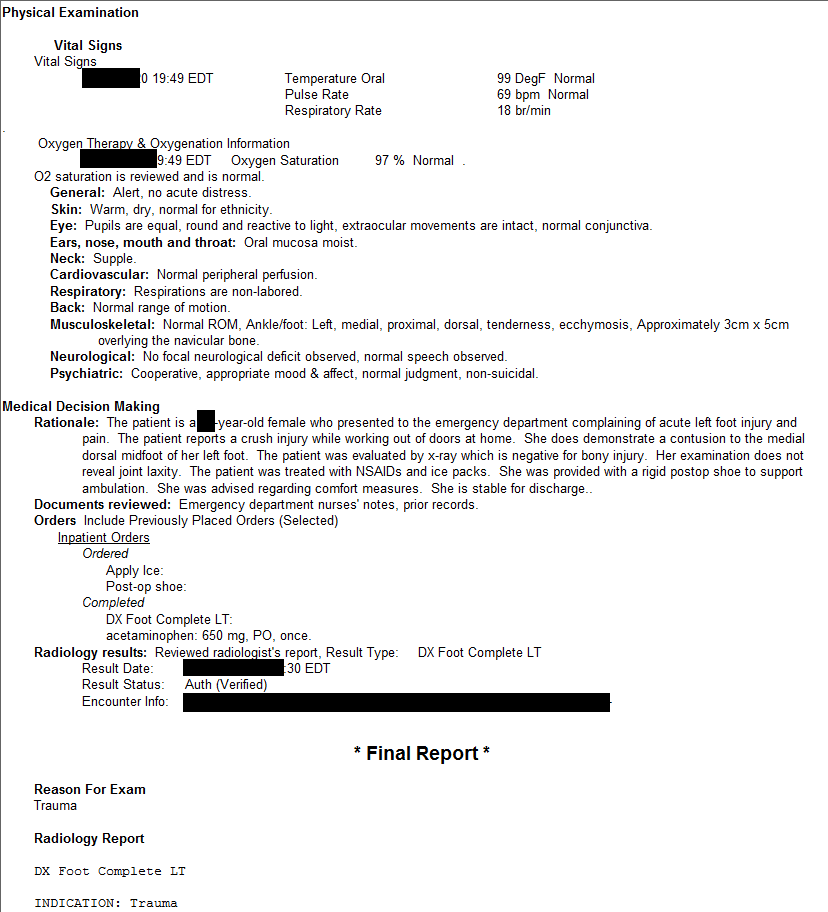 Physical Examination
Vital Signs
Vital Signs
0 19:49 EDT Temperature Oral 99 DegF Normal
Pulse Rate 69 bpm Normal
Respiratory Rate 18 br/min
.
Oxygen Therapy & Oxygenation Information
9:49 EDT Oxygen Saturation 97 % Normal .
O2 saturation is reviewed and is normal.
General: Alert, no acute distress.
Skin: Warm, dry, normal for ethnicity.
Eye: Pupils are equal, round and reactive to light, extraocular movements are intact, normal conjunctiva.
Ears, nose, mouth and throat: Oral mucosa moist.
Neck: Supple.
Cardiovascular: Normal peripheral perfusion.
Respiratory: Respirations are non-labored.
Back: Normal range of motion.
Musculoskeletal: Normal ROM, Ankle/foot: Left, medial, proximal, dorsal, tenderness, ecchymosis, Approximately 3cm x 5cm
overlying the navicular bone.
Neurological: No focal neurological deficit observed, normal speech observed.
Psychiatric: Cooperative, appropriate mood & affect, normal judgment, non-suicidal.
Medical Decision Making
Rationale: The patient is a -year-old female who presented to the emergency department complaining of acute left foot injury and
pain. The patient reports a crush injury while working out of doors at home. She does demonstrate a contusion to the medial
dorsal midfoot of her left foot. The patient was evaluated by x-ray which is negative for bony injury. Her examination does not
reveal joint laxity. The patient was treated with NSAIDs and ice packs. She was provided with a rigid postop shoe to support
ambulation. She was advised regarding comfort measures. She is stable for discharge..
Documents reviewed: Emergency department nurses' notes, prior records.
Orders Include Previously Placed Orders (Selected)
Inpatient Orders
Ordered
Apply Ice:
Post-op shoe:
Completed
DX Foot Complete LT:
acetaminophen: 650 mg, PO, once.
Radiology results: Reviewed radiologist's report, Result Type: DX Foot Complete LT
Result Date: :30 EDT
Result Status: Auth (Verified)
Encounter Info:
* Final Report *
Reason For Exam
Trauma
Radiology Report
DX Foot Complete LT
INDICATION: Trauma